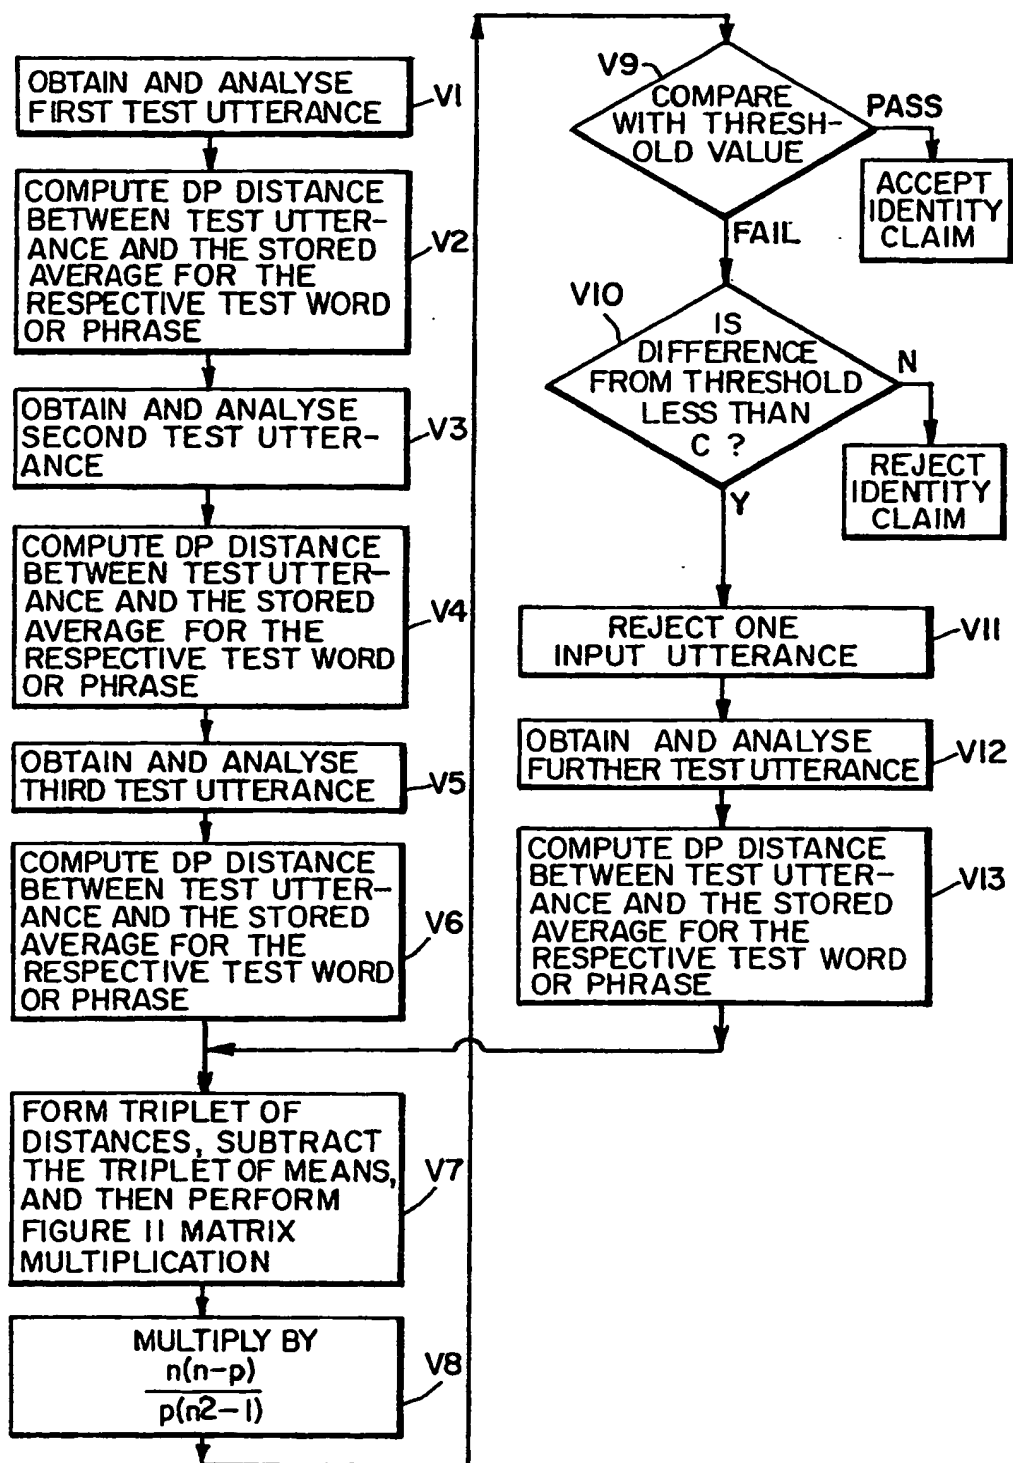 OBTAIN AND ANALYSE
FIRST TEST UTTERANCE
V1
COMPUTE DP DISTANCE
BETWEEN TEST UTTER-
ANCE AND THE STORED
AVERAGE FOR THE
RESPECTIVE TEST WORD
OR PHRASE
V2
OBTAIN AND ANALYSE
SECOND TEST UTTER-
ANCE
V3
COMPUTE DP DISTANCE
BETWEEN TEST UTTER-
ANCE AND THE STORED
AVERAGE FOR THE
RESPECTIVE TEST WORD
OR PHRASE
V4
OBTAIN AND ANALYSE
THIRD TEST UTTERANCE
V5
COMPUTE DP DISTANCE
BETWEEN TEST UTTER-
ANCE AND THE STORED
AVERAGE FOR THE
RESPECTIVE TEST WORD
OR PHRASE
V6
FORM TRIPLET OF
DISTANCES, SUBTRACT
THE TRIPLET OF MEANS,
AND THEN PERFORM
FIGURE 11 MATRIX
MULTIPLICATION
V7
MULTIPLY BY
n(n-p)
p(n2-1)
V8
V9
COMPARE
WITH THRESH-
OLD VALUE
PASS
ACCEPT
IDENTITY
CLAIM
FAIL
V10
IS
DIFFERENCE
FROM THRESHOLD
LESS THAN
C ?
N
REJECT
IDENTITY
CLAIM
Y
REJECT ONE
INPUT UTTERANCE
V11
OBTAIN AND ANALYSE
FURTHER TEST UTTERANCE
V12
COMPUTE DP DISTANCE
BETWEEN TEST UTTER-
ANCE AND THE STORED
AVERAGE FOR THE
RESPECTIVE TEST WORD
OR PHRASE
V13